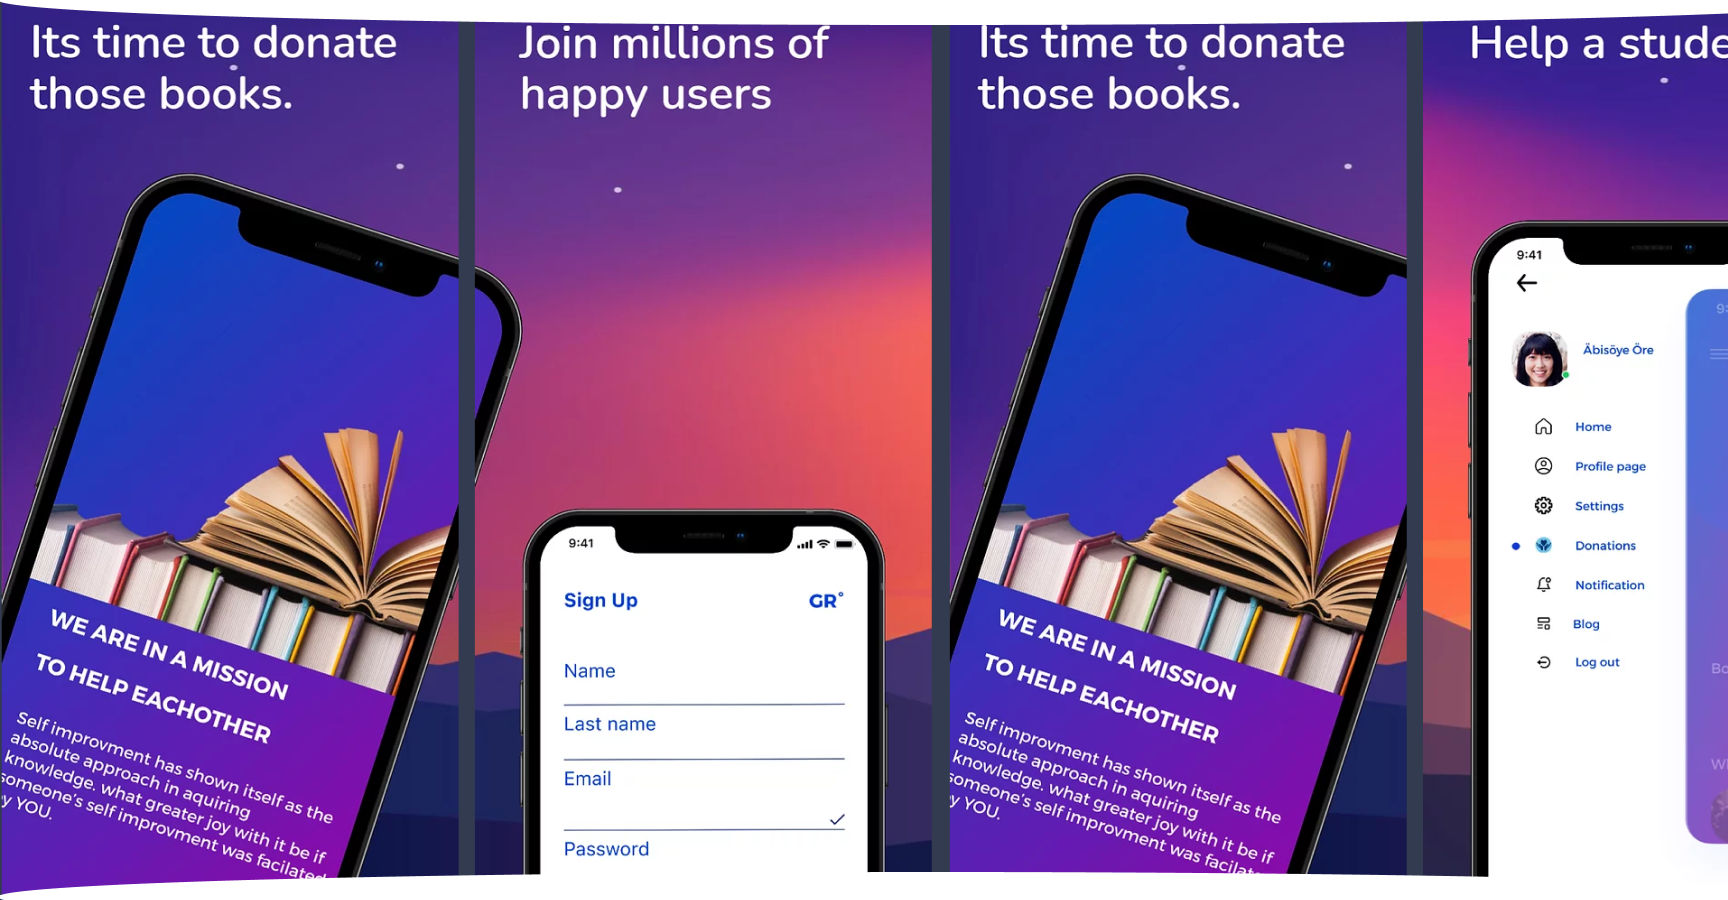 Its time to donate
those books.
WE ARE IN A MISSION
TO HELP EACHOTHER
Self improvment has shown itself as the
absolute approach in aquiring
knowledge. what greater joy with it be if
someone's self improvment was facilated
y YOU.
Join millions of
happy users
9:41
Sign Up
GR°
Name
Last name
Email
Password
Its time to donate
those books.
WE ARE IN A MISSION
TO HELP EACHOTHER
Self improvment has shown itself as the
absolute approach in aquiring
knowledge. what greater joy with it be if
someone's self improvment was facilat
y YOU.
Help a stude
9:41
Äbisōye Öre
Home
Profile page
Settings
Donations
Notification
Blog
Log out
9:
Bo
W